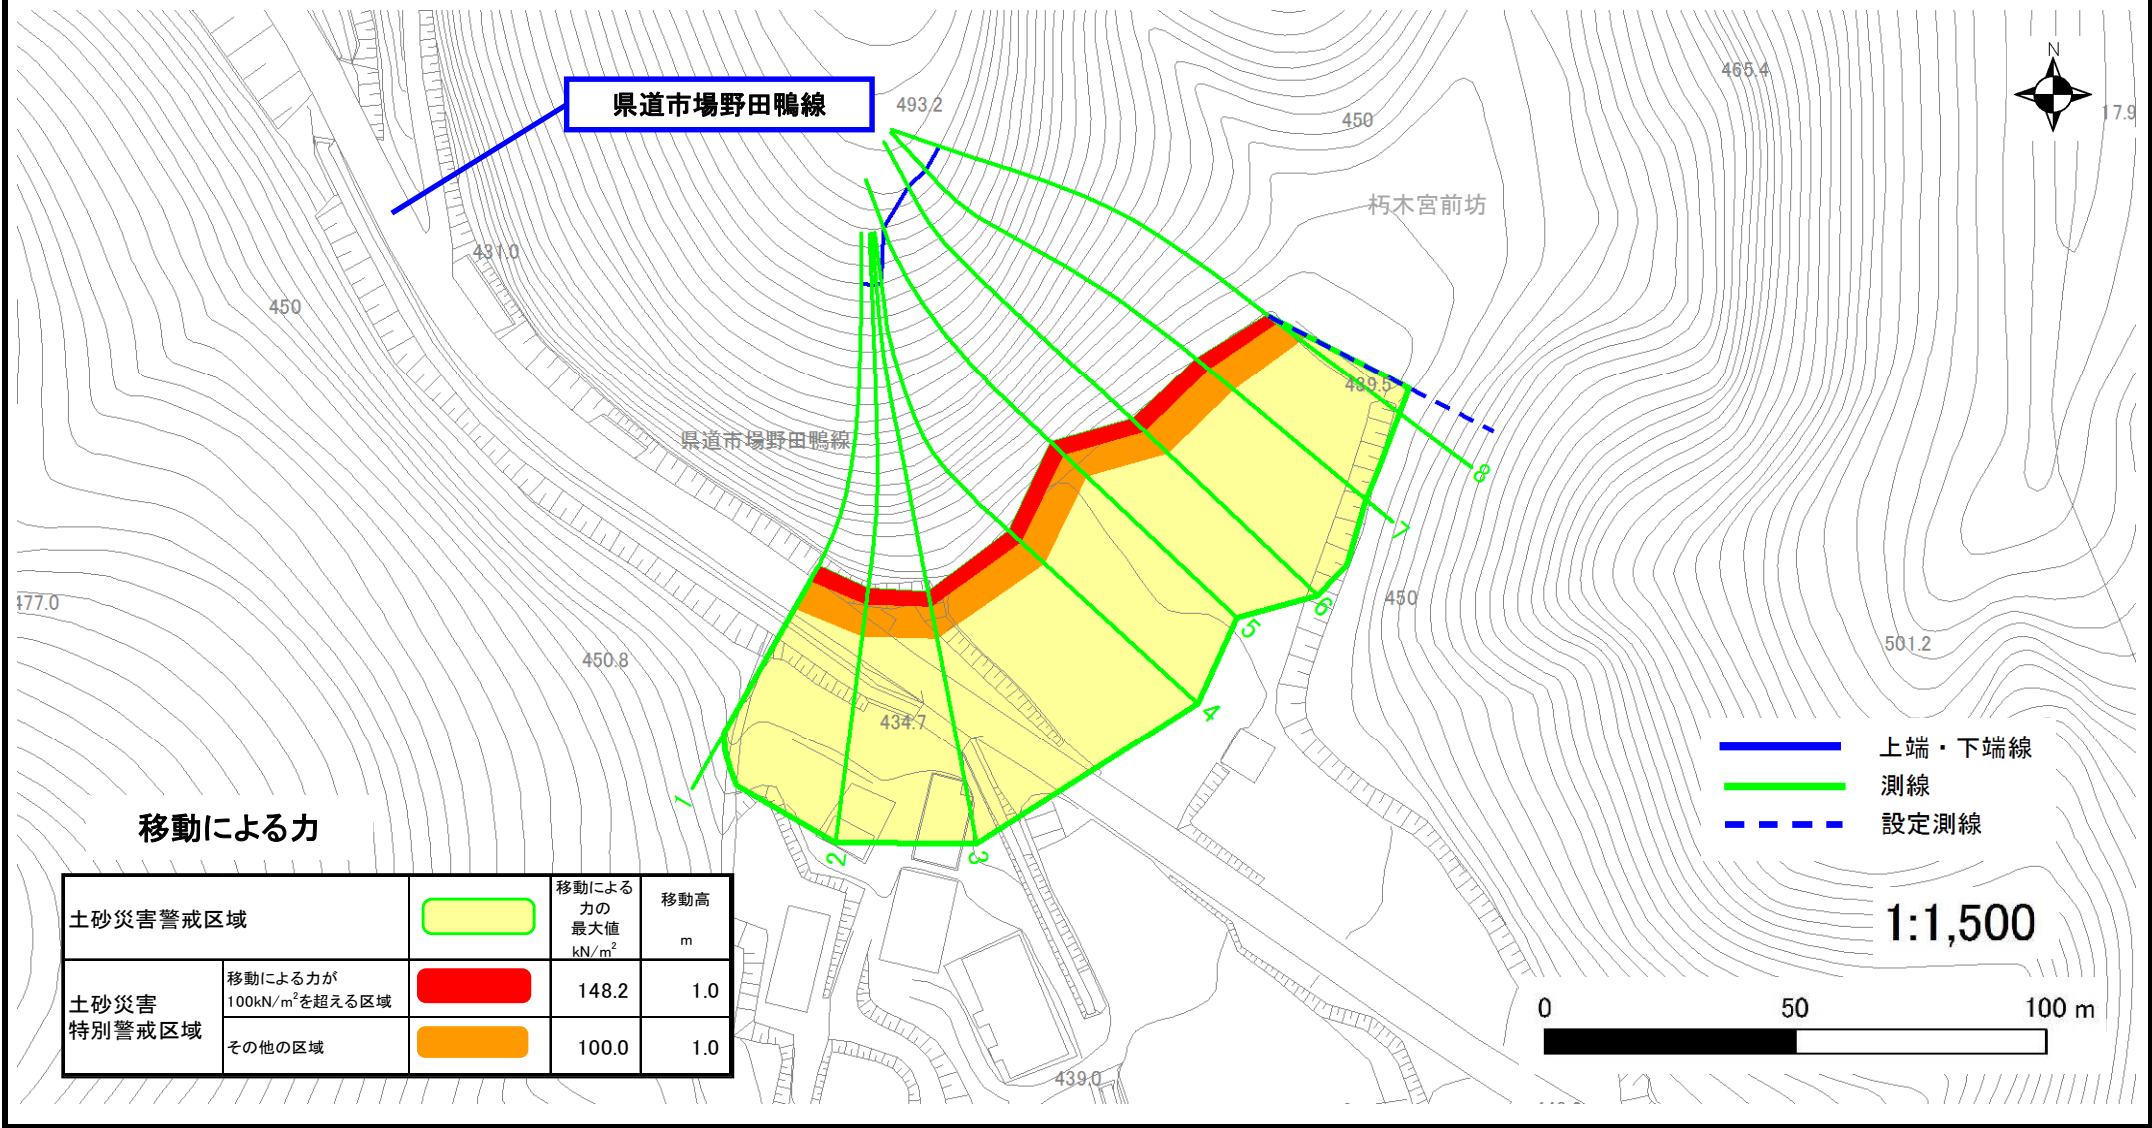 県道市場野田鴨線
493.2
450
465.4
N
17.9
朽木宮前坊
431.0
450
489.5
県道市場野田鴨線
8
7
477.0
450.8
450
6
5
501.2
4
434.7
1
2
3
移動による力
土砂災害警戒区域
移動による
力の
最大値
kN/m²
移動高
m
土砂災害
特別警戒区域
移動による力が
100kN/m²を超える区域
148.2
1.0
その他の区域
100.0
1.0
上端・下端線
測線
設定測線
1:1,500
0 50 100 m
439.0